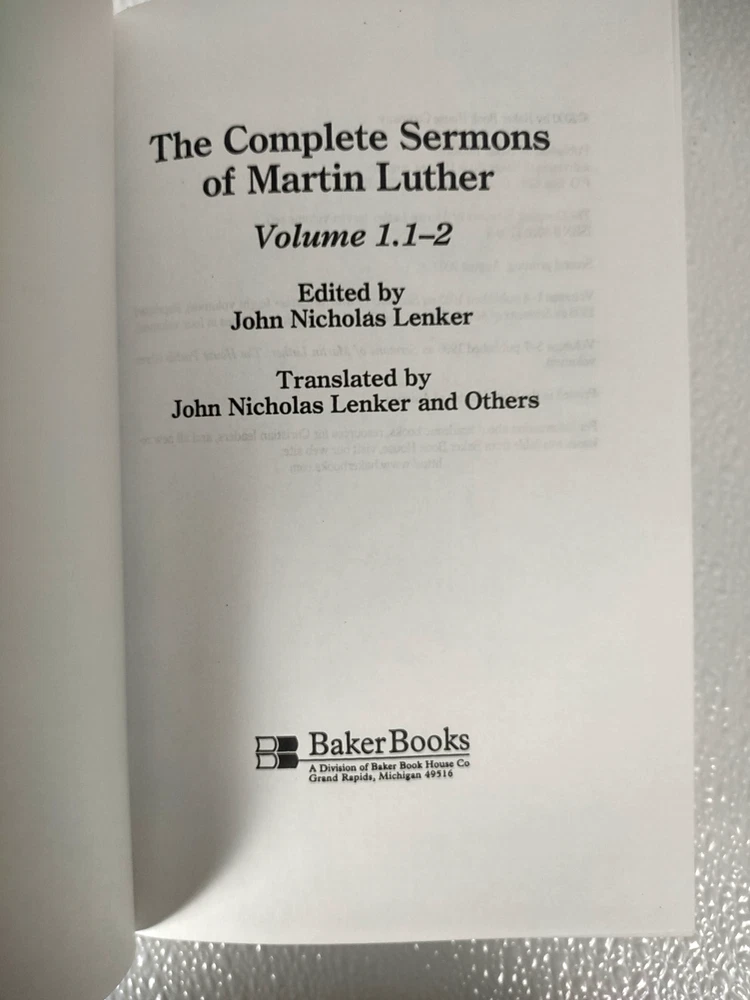 The Complete Sermons
of Martin Luther
Volume 1.1–2
Edited by
John Nicholas Lenker
Translated by
John Nicholas Lenker and Others
BakerBooks
A Division of Baker Book House Co
Grand Rapids, Michigan 49516